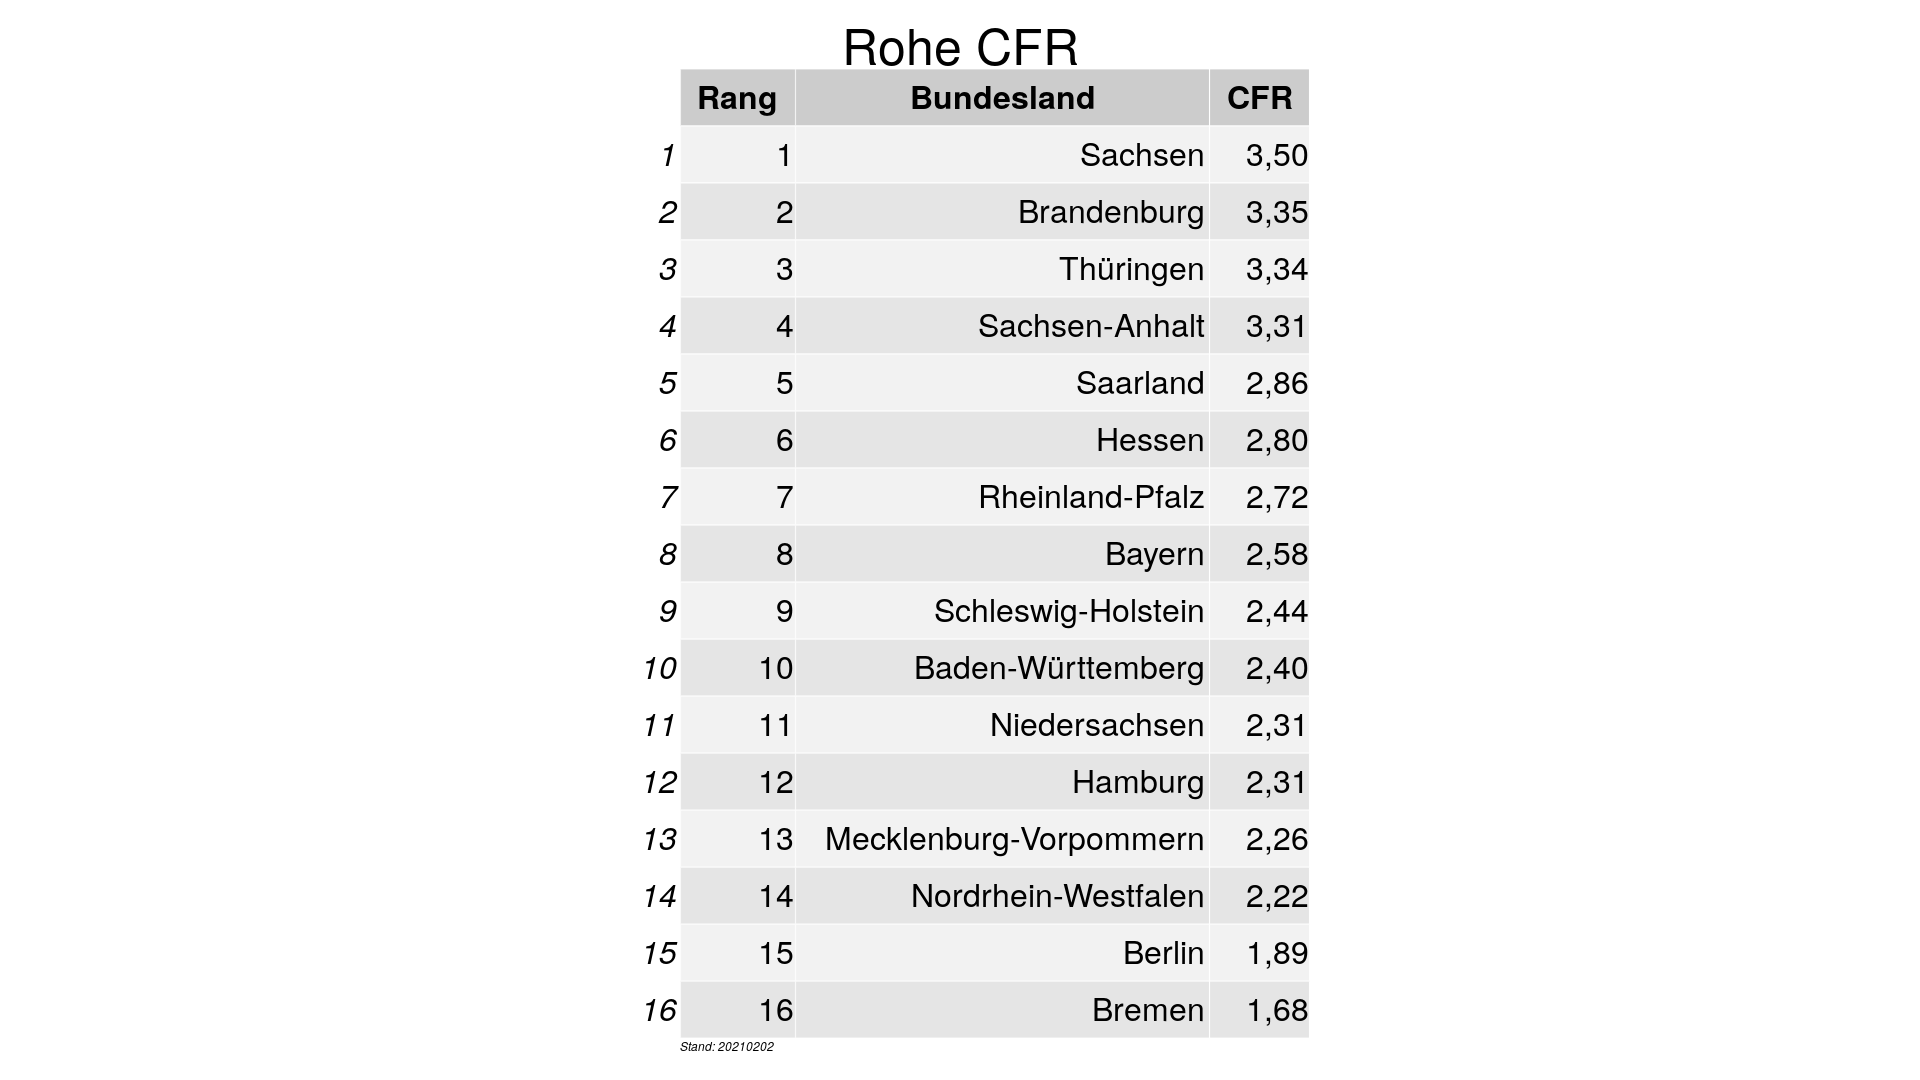 Rohe CFR
Rang Bundesland CFR
1 1 Sachsen 3,50
2 2 Brandenburg 3,35
3 3 Thüringen 3,34
4 4 Sachsen-Anhalt 3,31
5 5 Saarland 2,86
6 6 Hessen 2,80
7 7 Rheinland-Pfalz 2,72
8 8 Bayern 2,58
9 9 Schleswig-Holstein 2,44
10 10 Baden-Württemberg 2,40
11 11 Niedersachsen 2,31
12 12 Hamburg 2,31
13 13 Mecklenburg-Vorpommern 2,26
14 14 Nordrhein-Westfalen 2,22
15 15 Berlin 1,89
16 16 Bremen 1,68
Stand: 20210202